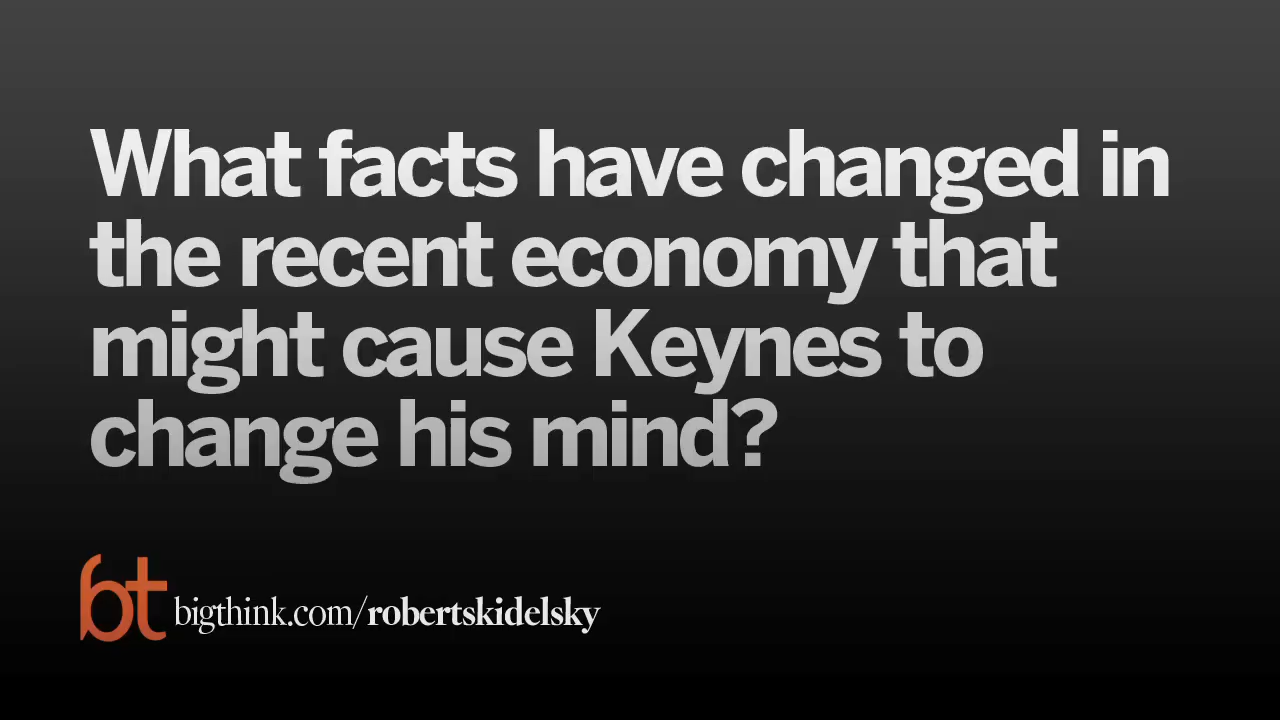 What facts have changed in
the recent economy that
might cause Keynes to
change his mind?
bt bigthink.com/robertskidelsky